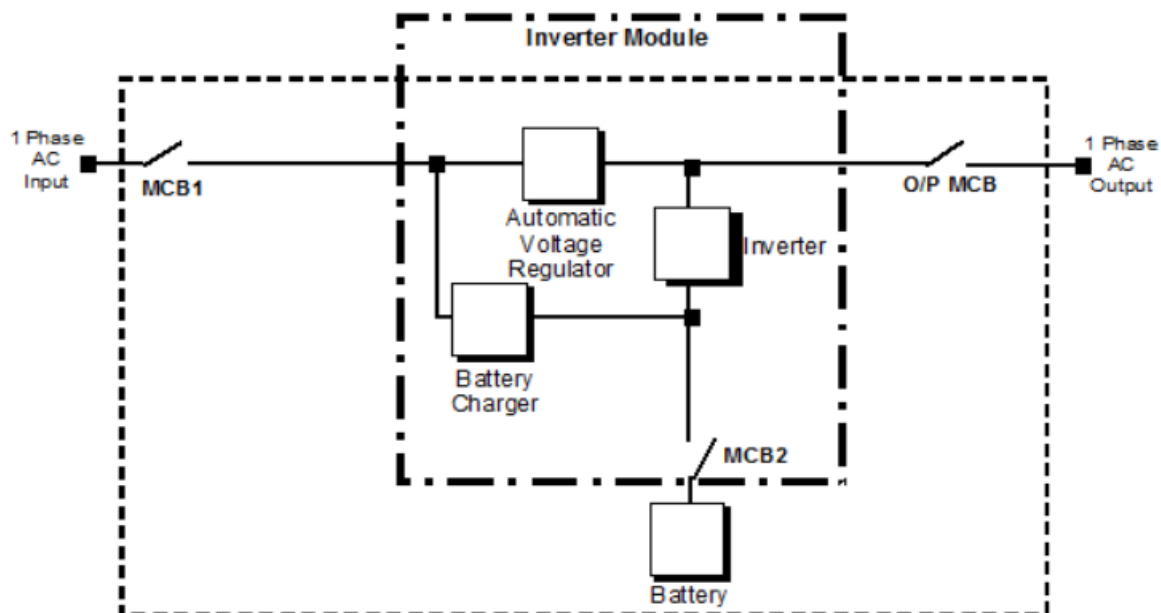 Inverter Module
1 Phase
AC
Input
MCB1
Automatic
Voltage
Regulator
Inverter
O/P MCB
1 Phase
AC
Output
Battery
Charger
MCB2
Battery